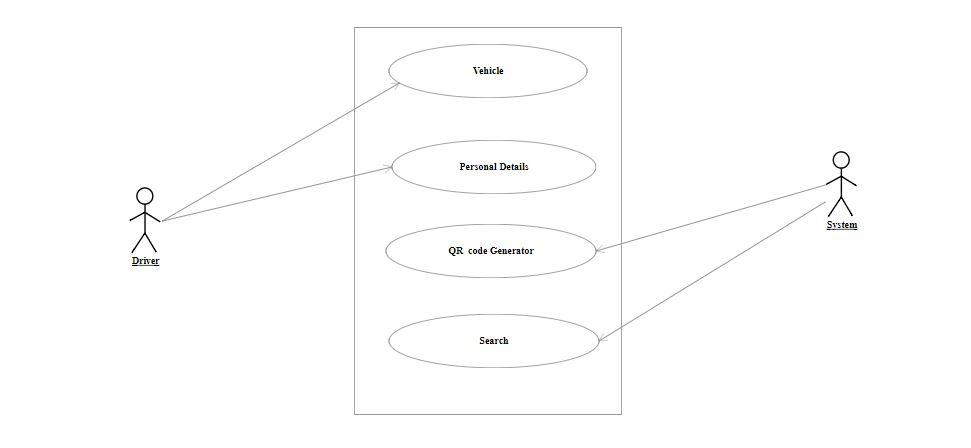 Vehicle
Personal Details
QR code Generator
Search
Driver
System